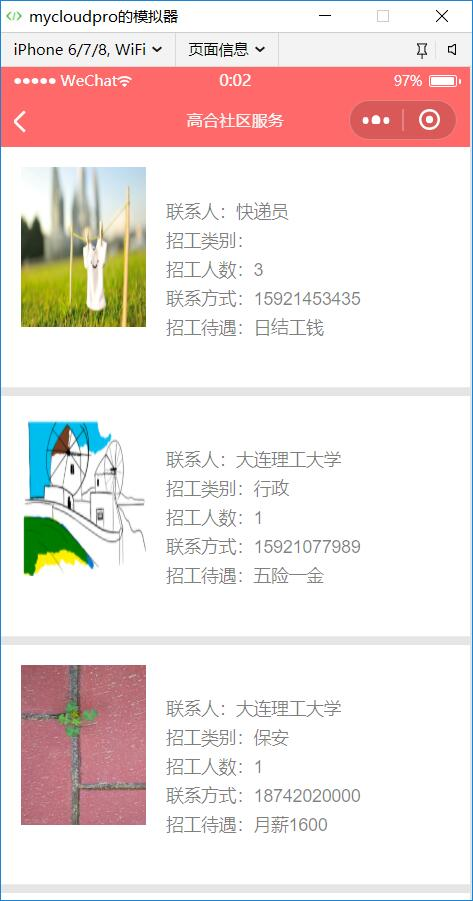 mycloudpro的模拟器
iPhone 6/7/8, WiFi 页面信息
WeChat 0:02 97%
高合社区服务
联系人：快递员
招工类别：
招工人数：3
联系方式：15921453435
招工待遇：日结工钱
联系人：大连理工大学
招工类别：行政
招工人数：1
联系方式：15921077989
招工待遇：五险一金
联系人：大连理工大学
招工类别：保安
招工人数：1
联系方式：18742020000
招工待遇：月薪1600